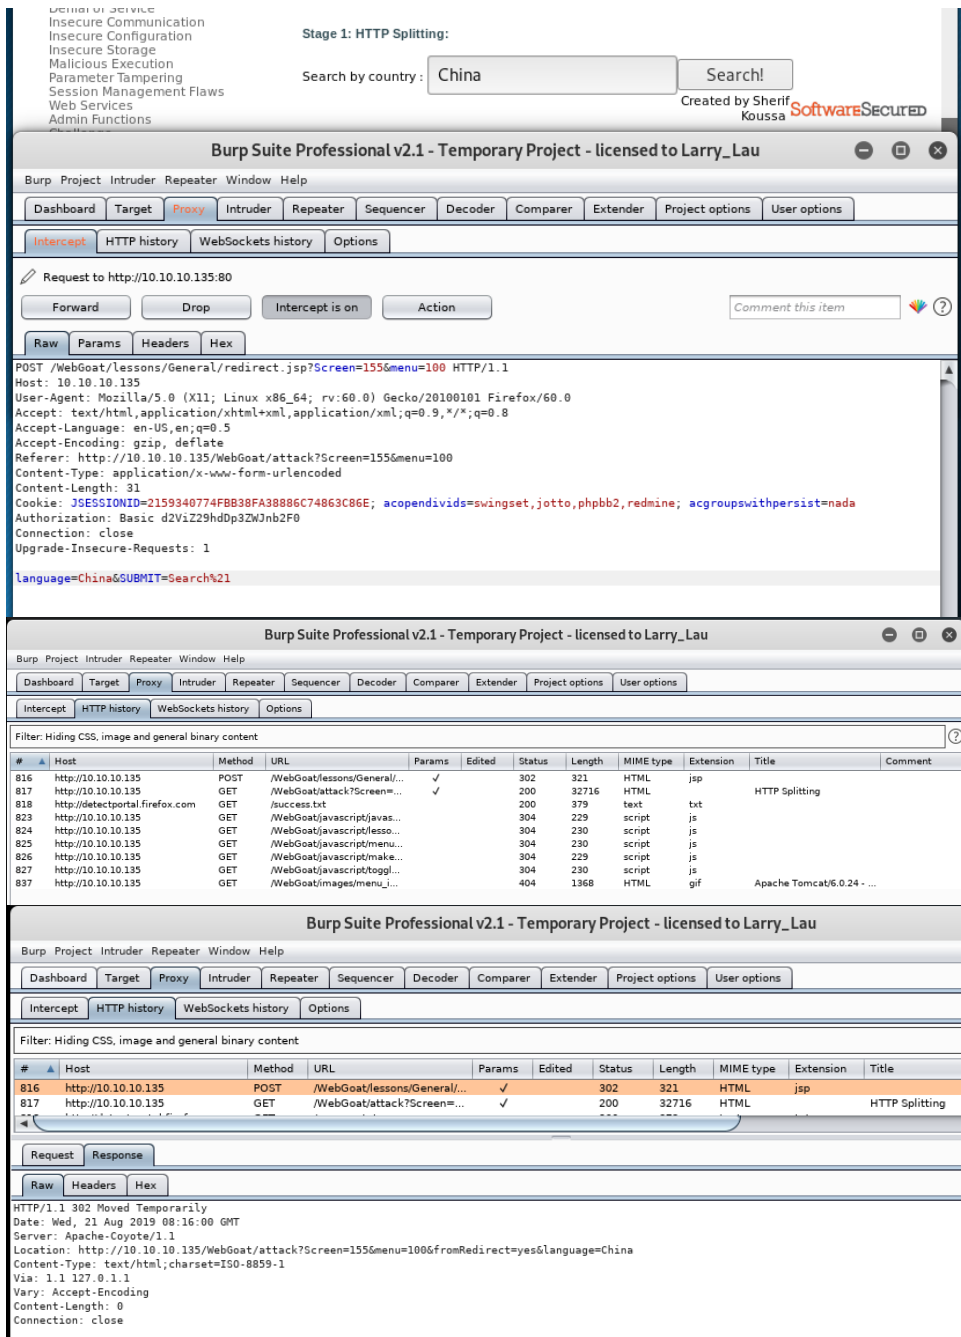 Denial of Service
Insecure Communication
Insecure Configuration
Insecure Storage
Malicious Execution
Parameter Tampering
Session Management Flaws
Web Services
Admin Functions
Challenge
Stage 1: HTTP Splitting:
Search by country : China Search!
Created by Sherif
Koussa SOFTWARESECURED
Burp Suite Professional v2.1 - Temporary Project - licensed to Larry_Lau
Burp Project Intruder Repeater Window Help
Dashboard Target Proxy Intruder Repeater Sequencer Decoder Comparer Extender Project options User options
Intercept HTTP history WebSockets history Options
Request to http://10.10.10.135:80
Forward Drop Intercept is on Action Comment this item ?
Raw Params Headers Hex
POST /WebGoat/lessons/General/redirect.jsp?Screen=155&menu=100 HTTP/1.1
Host: 10.10.10.135
User-Agent: Mozilla/5.0 (X11; Linux x86_64; rv:60.0) Gecko/20100101 Firefox/60.0
Accept: text/html,application/xhtml+xml,application/xml;q=0.9,*/*;q=0.8
Accept-Language: en-US,en;q=0.5
Accept-Encoding: gzip, deflate
Referer: http://10.10.10.135/WebGoat/attack?Screen=155&menu=100
Content-Type: application/x-www-form-urlencoded
Content-Length: 31
Cookie: JSESSIONID=2159340774FBB38FA38886C74863C86E; acopendivids=swingset,jotto,phpbb2,redmine; acgroupswithpersist=nada
Authorization: Basic d2ViZ29hdDp3ZWJnb2F0
Connection: close
Upgrade-Insecure-Requests: 1
language=China&SUBMIT=Search%21
Burp Suite Professional v2.1 - Temporary Project - licensed to Larry_Lau
Burp Project Intruder Repeater Window Help
Dashboard Target Proxy Intruder Repeater Sequencer Decoder Comparer Extender Project options User options
Intercept HTTP history WebSockets history Options
Filter: Hiding CSS, image and general binary content ?
# Host Method URL Params Edited Status Length MIME type Extension Title Comment
816 http://10.10.10.135 POST /WebGoat/lessons/General/... ✓ 302 321 HTML jsp
817 http://10.10.10.135 GET /WebGoat/attack?Screen=... ✓ 200 32716 HTML HTTP Splitting
818 http://detectportal.firefox.com GET /success.txt 200 379 text txt
823 http://10.10.10.135 GET /WebGoat/javascript/javas... 304 229 script js
824 http://10.10.10.135 GET /WebGoat/javascript/lesso... 304 230 script js
825 http://10.10.10.135 GET /WebGoat/javascript/menu... 304 230 script js
826 http://10.10.10.135 GET /WebGoat/javascript/make... 304 229 script js
827 http://10.10.10.135 GET /WebGoat/javascript/toggl... 304 230 script js
837 http://10.10.10.135 GET /WebGoat/images/menu_i... 404 1368 HTML gif Apache Tomcat/6.0.24 - ...
Burp Suite Professional v2.1 - Temporary Project - licensed to Larry_Lau
Burp Project Intruder Repeater Window Help
Dashboard Target Proxy Intruder Repeater Sequencer Decoder Comparer Extender Project options User options
Intercept HTTP history WebSockets history Options
Filter: Hiding CSS, image and general binary content
# Host Method URL Params Edited Status Length MIME type Extension Title
816 http://10.10.10.135 POST /WebGoat/lessons/General/... ✓ 302 321 HTML jsp
817 http://10.10.10.135 GET /WebGoat/attack?Screen=... ✓ 200 32716 HTML HTTP Splitting
Request Response
Raw Headers Hex
HTTP/1.1 302 Moved Temporarily
Date: Wed, 21 Aug 2019 08:16:00 GMT
Server: Apache-Coyote/1.1
Location: http://10.10.10.135/WebGoat/attack?Screen=155&menu=100&fromRedirect=yes&language=China
Content-Type: text/html;charset=ISO-8859-1
Via: 1.1 127.0.1.1
Vary: Accept-Encoding
Content-Length: 0
Connection: close